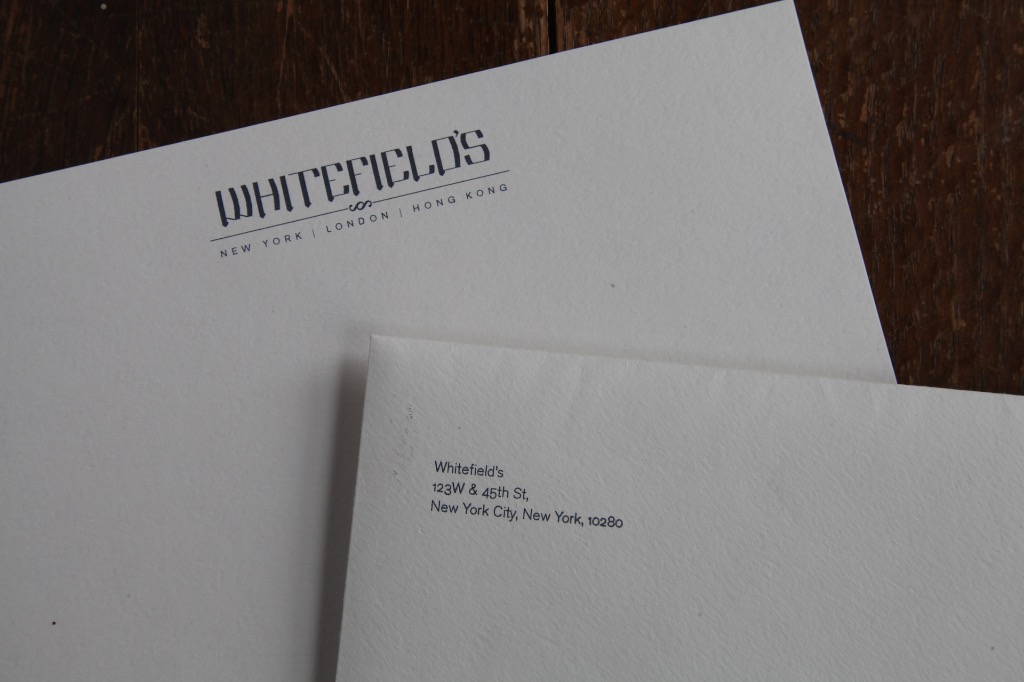 WHITEFIELD'S
NEW YORK | LONDON | HONG KONG
Whitefield's
123W & 45th St,
New York City, New York, 10280